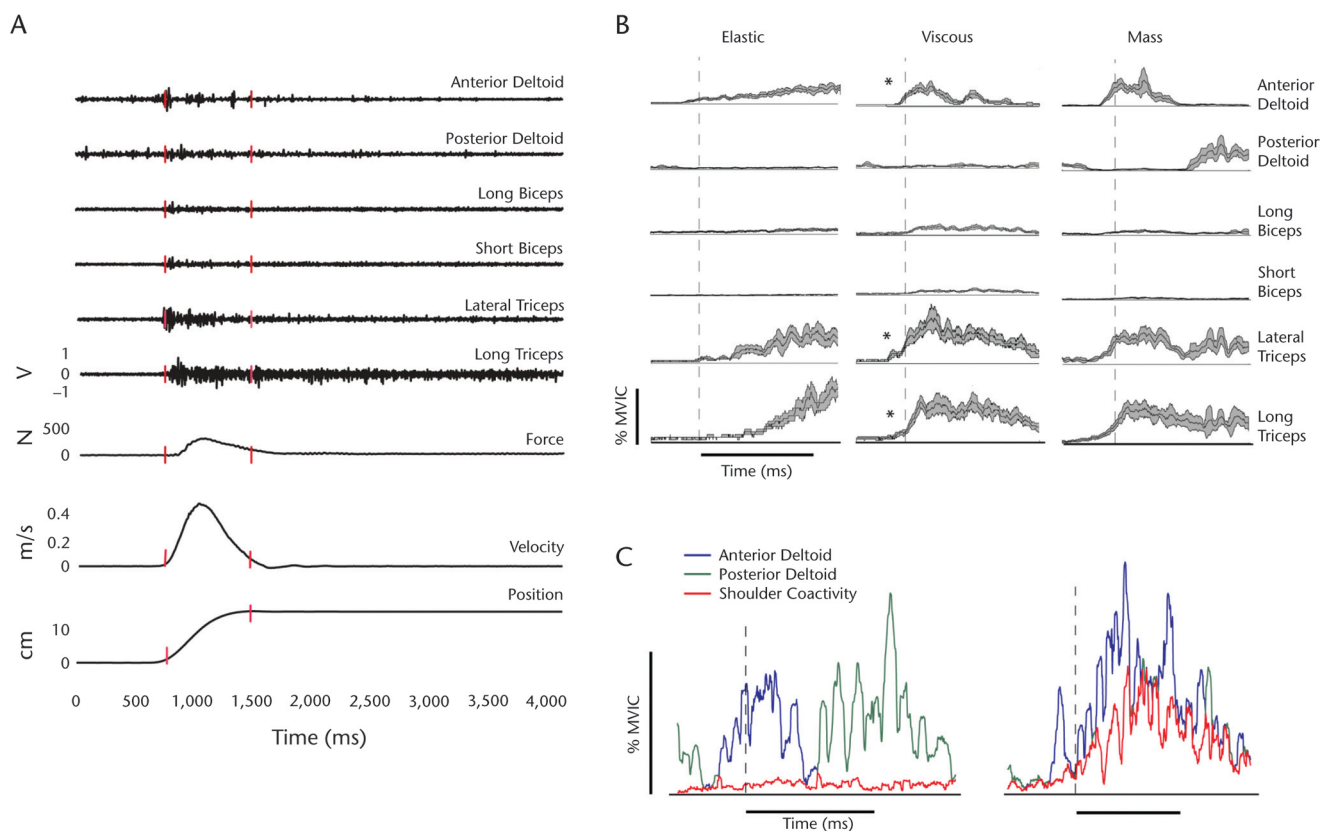 A
Anterior Deltoid
Posterior Deltoid
Long Biceps
Short Biceps
Lateral Triceps
Long Triceps
V
1
0
−1
N
500
0
Force
m/s
0.4
0.2
0
Velocity
cm
10
0
Position
0
500
1,000
1,500
2,000
3,000
3,500
4,000
Time (ms)
B
Elastic
Viscous
Mass
*
Anterior
Deltoid
Posterior
Deltoid
Long
Biceps
Short
Biceps
*
Lateral
Triceps
*
Long
Triceps
% MVIC
Time (ms)
C
Anterior Deltoid
Posterior Deltoid
Shoulder Coactivity
% MVIC
Time (ms)